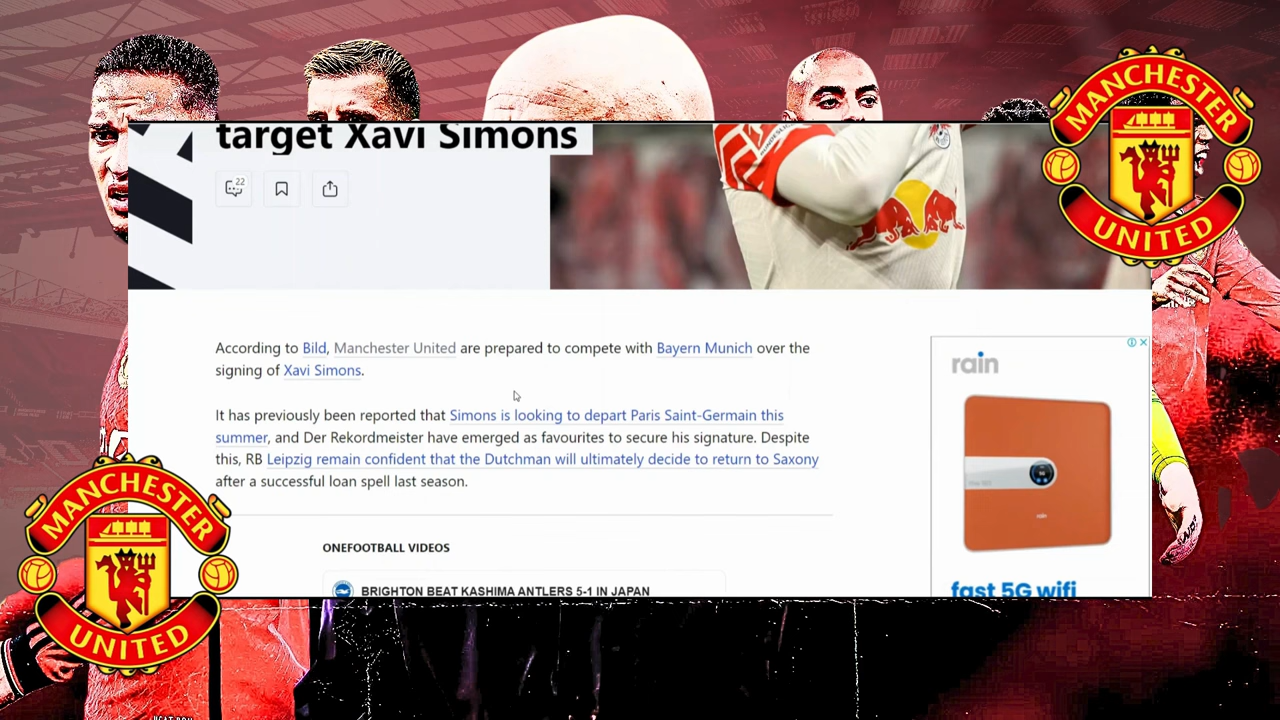 target Xavi Simons
22
According to Bild, Manchester United are prepared to compete with Bayern Munich over the
signing of Xavi Simons.
It has previously been reported that Simons is looking to depart Paris Saint-Germain this
summer, and Der Rekordmeister have emerged as favourites to secure his signature. Despite
this, RB Leipzig remain confident that the Dutchman will ultimately decide to return to Saxony
after a successful loan spell last season.
ONEFOOTBALL VIDEOS
BRIGHTON BEAT KASHIMA ANTLERS 5-1 IN JAPAN
rain
rain
fast 5G wifi
MANCHESTER
UNITED
MANCHESTER
UNITED